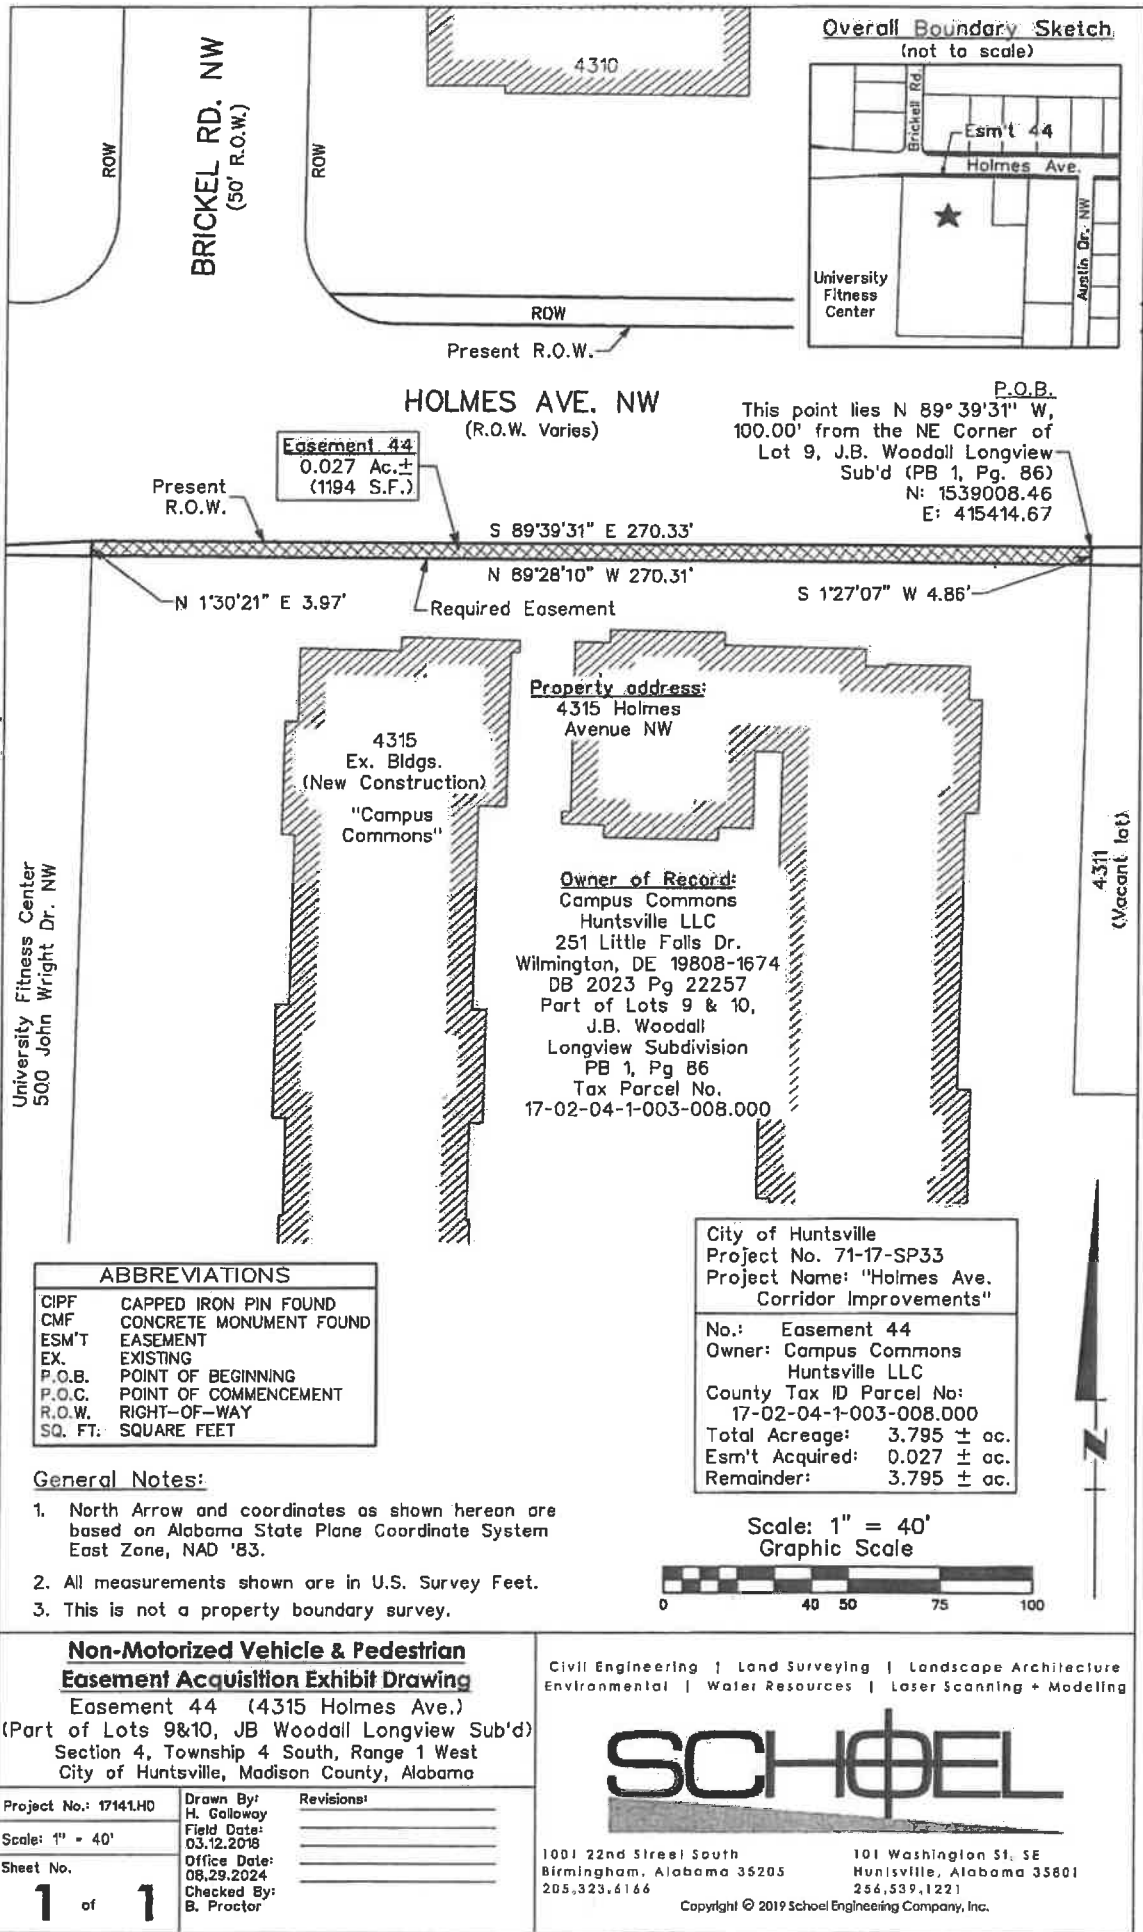 4310
Overall Boundary Sketch
(not to scale)
Brickell Rd.
Esm't 44
Holmes Ave.
Austin Dr. NW
University
Fitness
Center
ROW
BRICKEL RD. NW
(50' R.O.W.)
ROW
ROW
Present R.O.W.
HOLMES AVE. NW
(R.O.W. Varies)
P.O.B.
This point lies N 89°39'31" W,
100.00' from the NE Corner of
Lot 9, J.B. Woodall Longview
Sub'd (PB 1, Pg. 86)
N: 1539008.46
E: 415414.67
Easement 44
0.027 Ac.±
(1194 S.F.)
Present
R.O.W.
S 89°39'31" E 270.33'
N 89°28'10" W 270.31'
N 1°30'21" E 3.97'
Required Easement
S 1°27'07" W 4.86'
Property address:
4315 Holmes
Avenue NW
4315
Ex. Bldgs.
(New Construction)
"Campus
Commons"
Owner of Record:
Campus Commons
Huntsville LLC
251 Little Falls Dr.
Wilmington, DE 19808-1674
DB 2023 Pg 22257
Part of Lots 9 & 10,
J.B. Woodall
Longview Subdivision
PB 1, Pg 86
Tax Parcel No.
17-02-04-1-003-008.000
University Fitness Center
500 John Wright Dr. NW
4311
(Vacant lot)
ABBREVIATIONS
CIPF CAPPED IRON PIN FOUND
CMF CONCRETE MONUMENT FOUND
ESM'T EASEMENT
EX. EXISTING
P.O.B. POINT OF BEGINNING
P.O.C. POINT OF COMMENCEMENT
R.O.W. RIGHT-OF-WAY
SQ. FT. SQUARE FEET
City of Huntsville
Project No. 71-17-SP33
Project Name: "Holmes Ave.
Corridor Improvements"
No.: Easement 44
Owner: Campus Commons
Huntsville LLC
County Tax ID Parcel No:
17-02-04-1-003-008.000
Total Acreage: 3.795 ± ac.
Esm't Acquired: 0.027 ± ac.
Remainder: 3.795 ± ac.
N
General Notes:
1. North Arrow and coordinates as shown hereon are
based on Alabama State Plane Coordinate System
East Zone, NAD '83.
2. All measurements shown are in U.S. Survey Feet.
3. This is not a property boundary survey.
Scale: 1" = 40'
Graphic Scale
0 40 50 75 100
Non-Motorized Vehicle & Pedestrian
Easement Acquisition Exhibit Drawing
Easement 44 (4315 Holmes Ave.)
(Part of Lots 9&10, JB Woodall Longview Sub'd)
Section 4, Township 4 South, Range 1 West
City of Huntsville, Madison County, Alabama
Project No.: 17141.HD
Scale: 1" = 40'
Sheet No.
1 of 1
Drawn By:
H. Galloway
Field Date:
03.12.2018
Office Date:
08.29.2024
Checked By:
B. Proctor
Revisions:
Civil Engineering | Land Surveying | Landscape Architecture
Environmental | Water Resources | Laser Scanning + Modeling
SCHOEL
1001 22nd Street South
Birmingham, Alabama 35205
205.323.6166
101 Washington St. SE
Huntsville, Alabama 35801
256.539.1221
Copyright © 2019 Schoel Engineering Company, Inc.